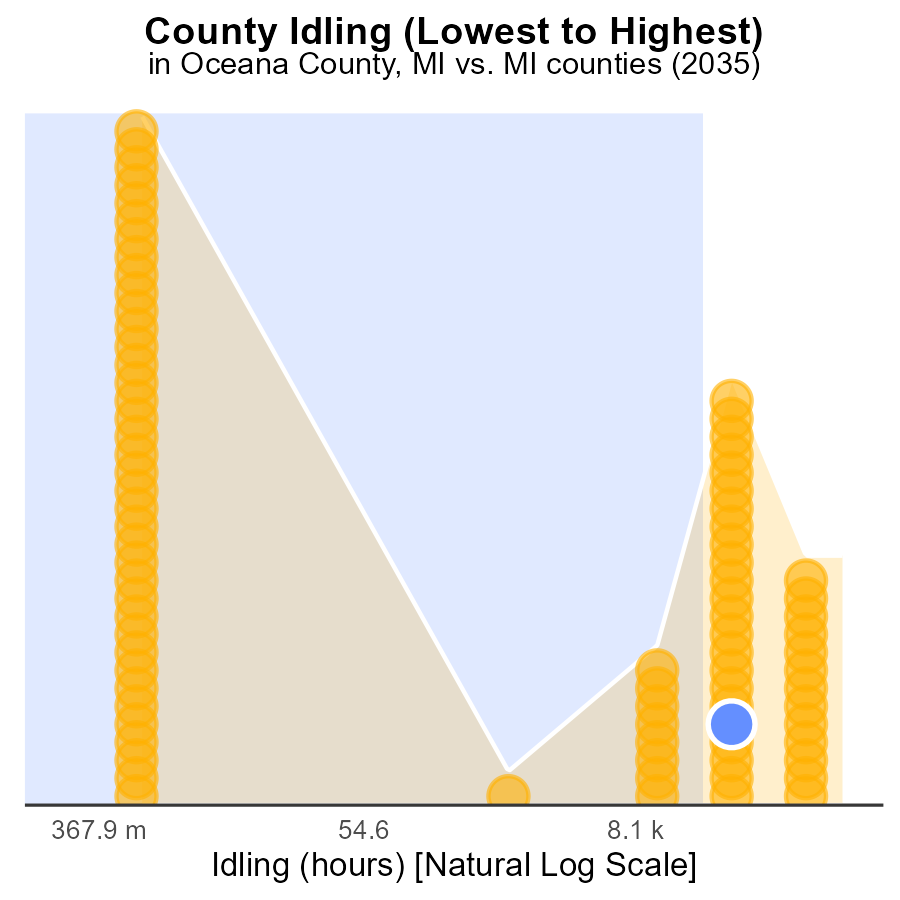 County Idling (Lowest to Highest)
in Oceana County, MI vs. MI counties (2035)
367.9 m 54.6 8.1 k
Idling (hours) [Natural Log Scale]